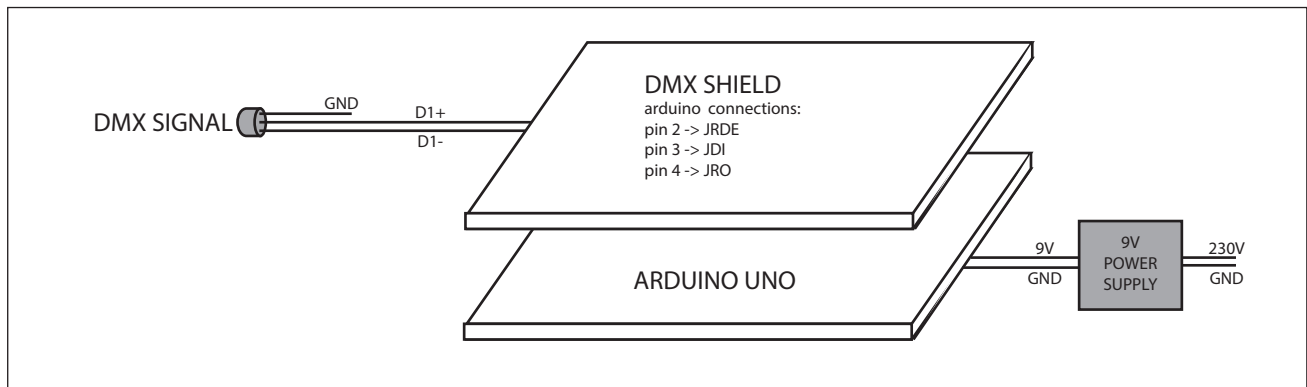 DMX SIGNAL
GND
D1+
D1-
DMX SHIELD
arduino connections:
pin 2 -> JRDE
pin 3 -> JDI
pin 4 -> JRO
ARDUINO UNO
9V
GND
9V
POWER
SUPPLY
230V
GND